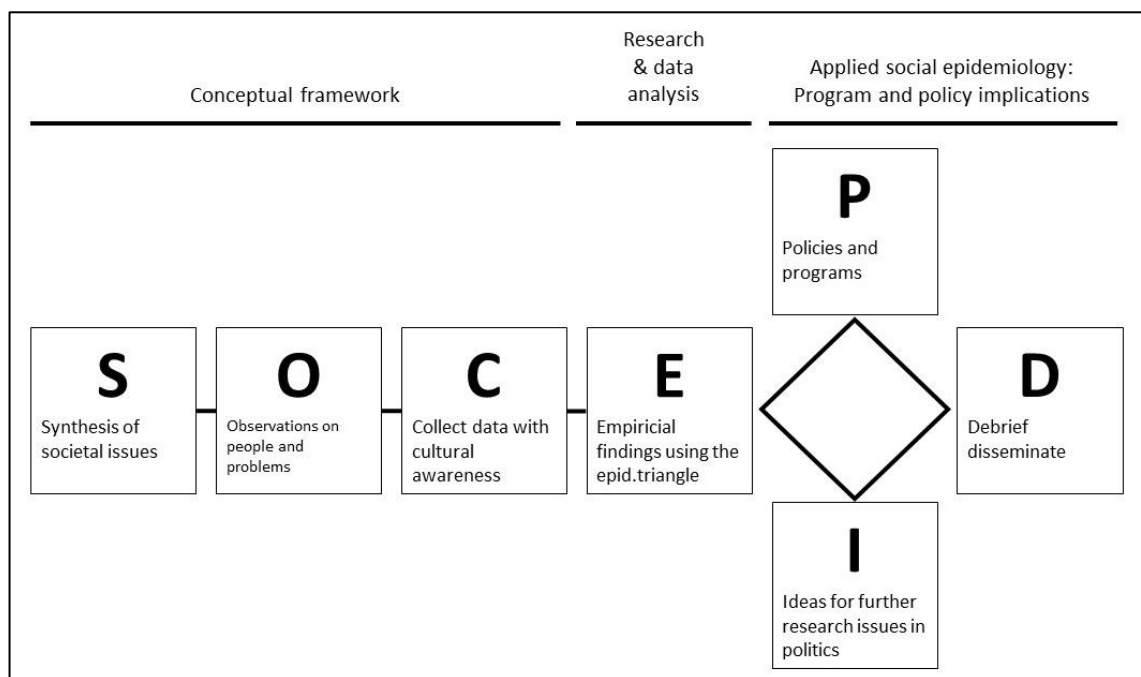 Conceptual framework
Research
& data
analysis
Applied social epidemiology:
Program and policy implications
S
Synthesis of
societal issues
O
Observations on
people and
problems
C
Collect data with
cultural
awareness
E
Empiricial
findings using the
epid.triangle
P
Policies and
programs
I
Ideas for further
research issues in
politics
D
Debrief
disseminate